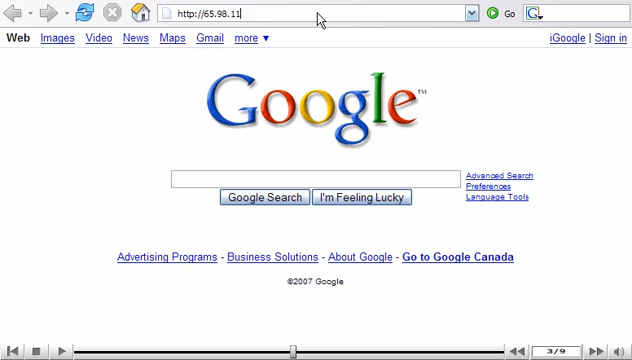 http://65.98.11
Go
G
Web Images Video News Maps Gmail more ▼
iGoogle | Sign in
Google™
Advanced Search
Preferences
Language Tools
Google Search I'm Feeling Lucky
Advertising Programs - Business Solutions - About Google - Go to Google Canada
©2007 Google
3/9